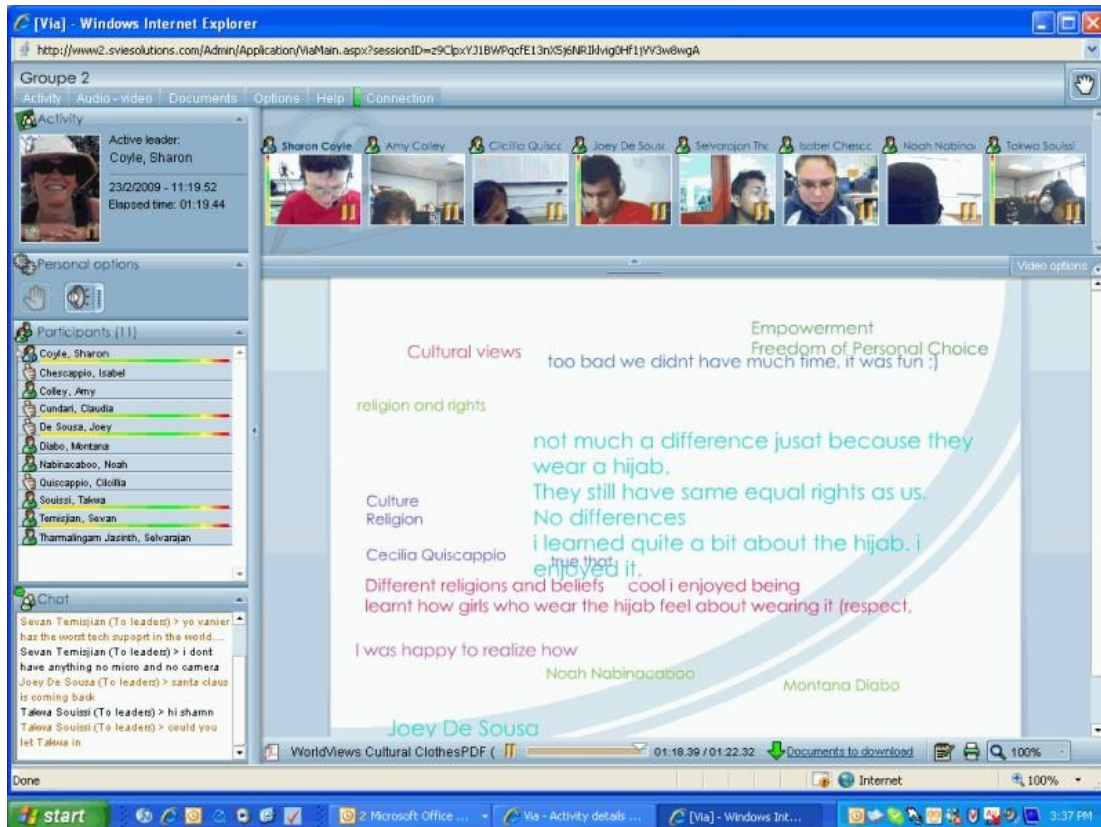 [Via] - Windows Internet Explorer
http://www2.sviesolutions.com/Admin/Application/ViaMain.aspx?
Groupe 2
Activity Audio-video Documents Options Help Connection
Activity
Active leader:
Coyle, Sharon
23/2/2009 - 11:19.52
Elapsed time: 01:19.44
Sharon Coyle Amy Colley Joey De Sous Noah Nabinac Takwa Souissi
Video options
Personal options
Participants (11)
Coyle, Sharon
Chescappio, Isabel
Colley, Amy
Cundari, Claudia
De Sousa, Joey
Diabo, Montana
Nabinacaboo, Noah
Quiscappio, Cilcillia
Souissi, Takwa
Temisjian, Sevan
Tharmalingam Jasinth, Selvarajan
Chat
Sevan Temisjian (To leaders) > yo vanier
has the worst tech supoprt in the world....
Sevan Temisjian (To leaders) > i dont
have anything no micro and no camera
Joey De Sousa (To leaders) > santa claus
is coming back
Takwa Souissi (To leaders) > hi shamn
Takwa Souissi (To leaders) > could you
let Takwa in
Cultural views
Empowerment
Freedom of Personal Choice
too bad we didnt have much time, it was fun :)
religion and rights
not much a difference jusat because they
wear a hijab.
They still have same equal rights as us.
No differences
i learned quite a bit about the hijab. i
enjoyed it.
true that
Culture
Religion
Cecilia Quiscappio
Different religions and beliefs cool i enjoyed being
learnt how girls who wear the hijab feel about wearing it (respect,
I was happy to realize how
Noah Nabinacaboo
Montana Diabo
Joey De Sousa
WorldViews Cultural ClothesPDF ( 01:18.39 / 01:22.32 Documents to download 100%
Done Internet 100%
start 2 Microsoft Office ... Via - Activity details ... [Via] - Windows Int... 3:37 PM